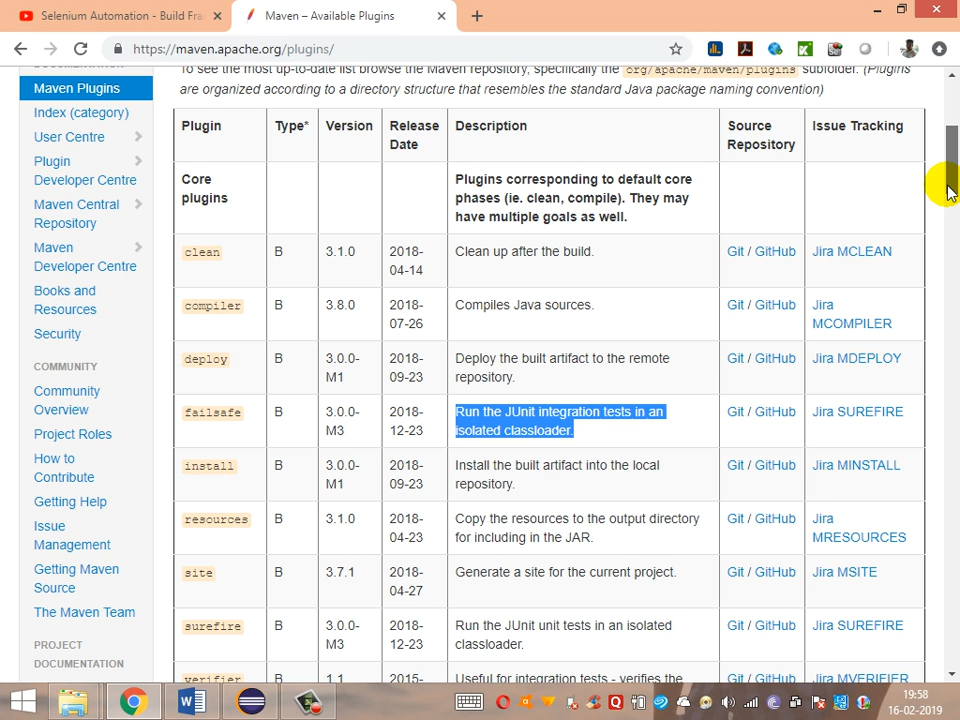 Selenium Automation - Build Fra
Maven – Available Plugins
https://maven.apache.org/plugins/
To see the most up-to-date list browse the Maven repository, specifically the org/apache/maven/plugins subfolder. (Plugins
are organized according to a directory structure that resembles the standard Java package naming convention)
Maven Plugins
Index (category)
User Centre
Plugin
Developer Centre
Maven Central
Repository
Maven
Developer Centre
Books and
Resources
Security
COMMUNITY
Community
Overview
Project Roles
How to
Contribute
Getting Help
Issue
Management
Getting Maven
Source
The Maven Team
PROJECT
DOCUMENTATION
Plugin Type* Version Release Description Source Issue Tracking
Date Repository
Core Plugins corresponding to default core
plugins phases (ie. clean, compile). They may
have multiple goals as well.
clean B 3.1.0 2018- Clean up after the build. Git / GitHub Jira MCLEAN
04-14
compiler B 3.8.0 2018- Compiles Java sources. Git / GitHub Jira
07-26 MCOMPILER
deploy B 3.0.0- 2018- Deploy the built artifact to the remote Git / GitHub Jira MDEPLOY
M1 09-23 repository.
failsafe B 3.0.0- 2018- Run the JUnit integration tests in an Git / GitHub Jira SUREFIRE
M3 12-23 isolated classloader.
install B 3.0.0- 2018- Install the built artifact into the local Git / GitHub Jira MINSTALL
M1 09-23 repository.
resources B 3.1.0 2018- Copy the resources to the output directory Git / GitHub Jira
04-23 for including in the JAR. MRESOURCES
site B 3.7.1 2018- Generate a site for the current project. Git / GitHub Jira MSITE
04-27
surefire B 3.0.0- 2018- Run the JUnit unit tests in an isolated Git / GitHub Jira SUREFIRE
M3 12-23 classloader.
verifier B 1.1 2015- Useful for integration tests - verifies the Git / GitHub Jira MVERIFIER
19:58
16-02-2019